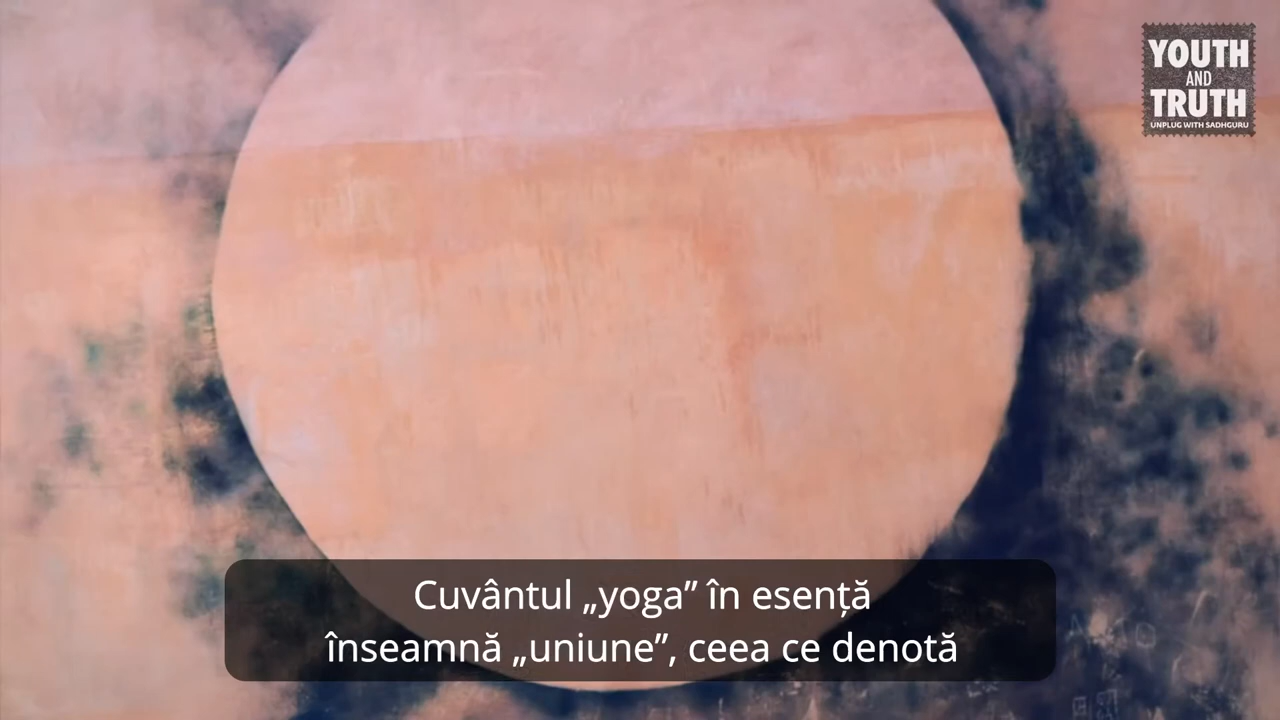 YOUTH
AND
TRUTH
UNPLUG WITH SADHGURU
Cuvântul „yoga” în esență
înseamnă „uniune”, ceea ce denotă